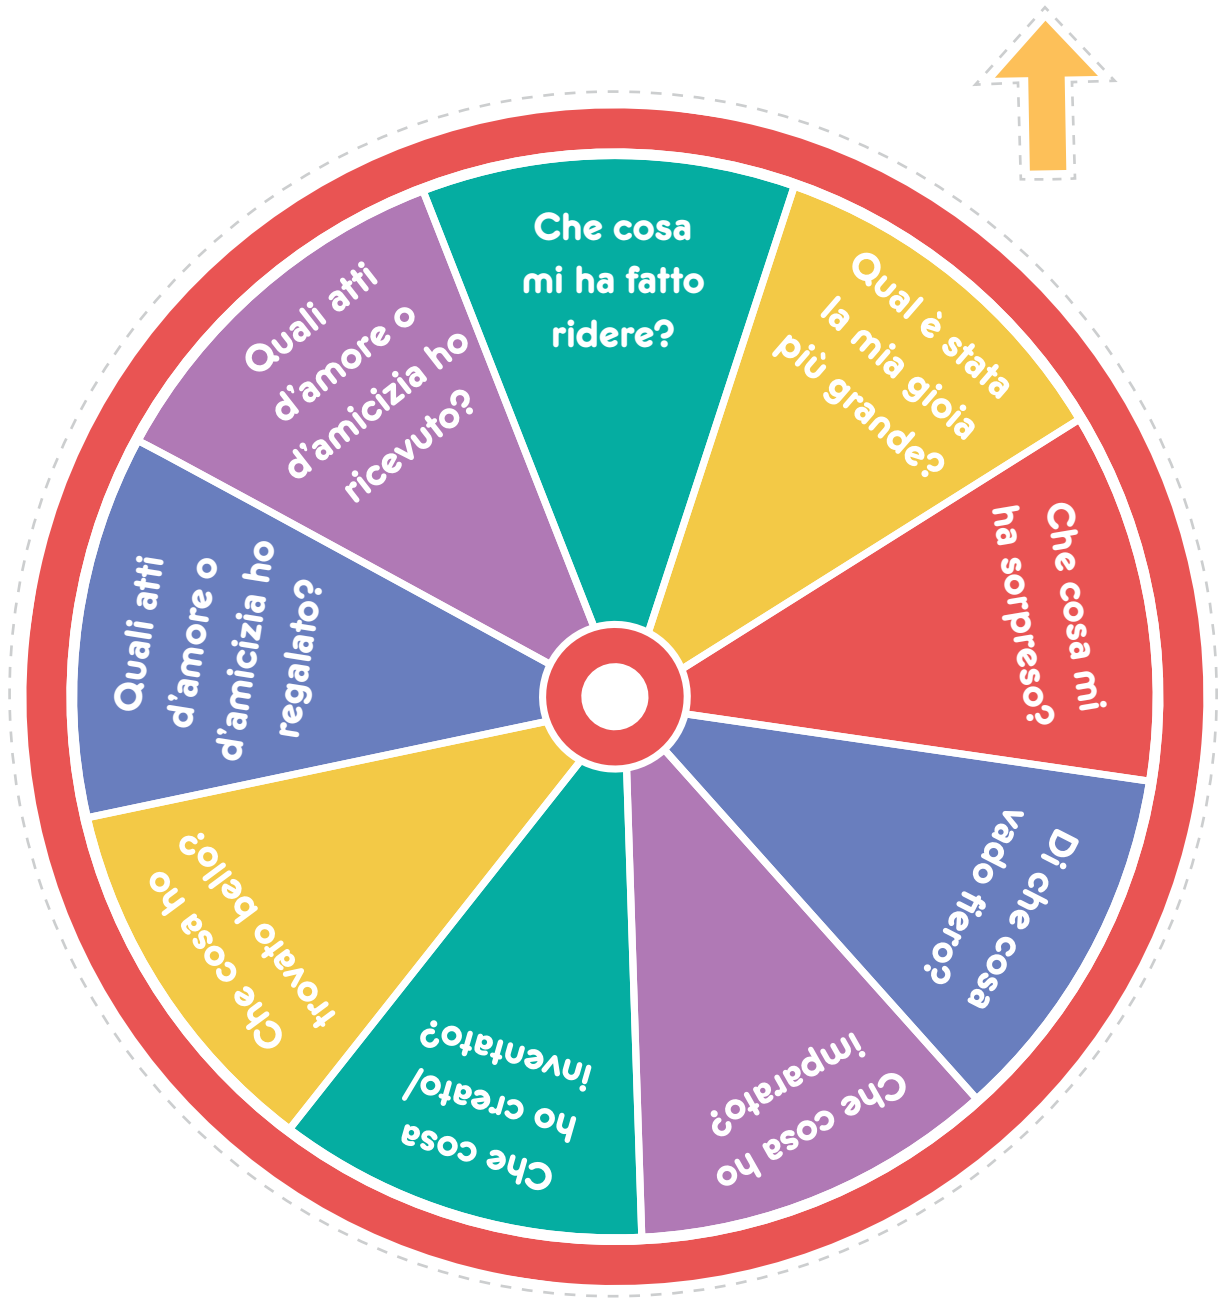 Che cosa
mi ha fatto
ridere?
Qual è stata
la mia gioia
più grande?
Che cosa mi
ha sorpreso?
Di che cosa
vado fiero?
Che cosa ho
imparato?
Che cosa
ho creato/
inventato?
Che cosa ho
trovato bello?
Quali atti
d'amore o
d'amicizia ho
regalato?
Quali atti
d'amore o
d'amicizia ho
ricevuto?